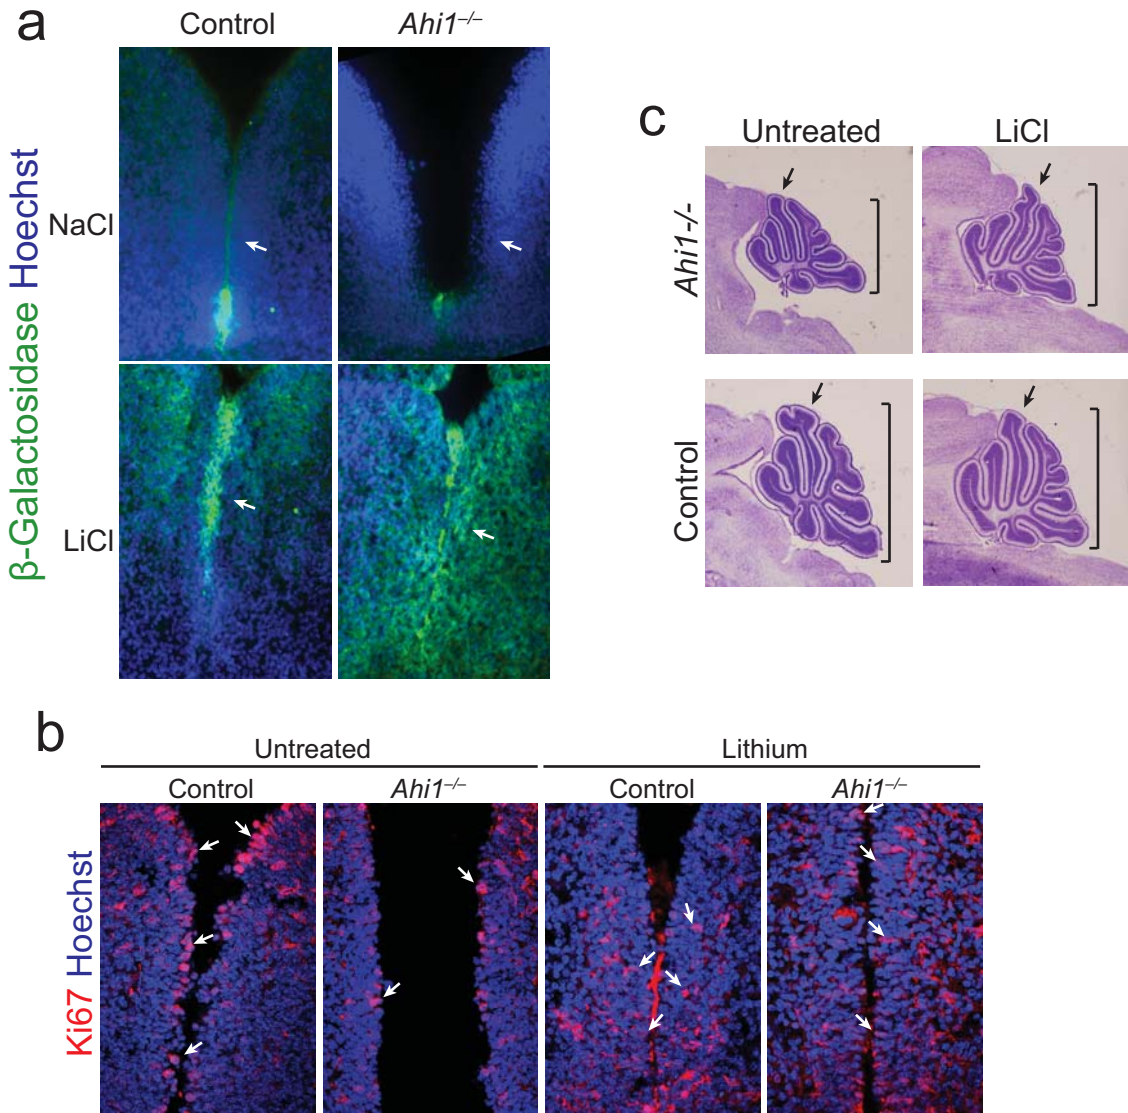 a
Control
Ahi1–/–
β-Galactosidase Hoechst
NaCl
LiCl
c
Untreated
LiCl
Ahi1-/-
Control
b
Untreated
Lithium
Control
Ahi1–/–
Control
Ahi1–/–
Ki67 Hoechst